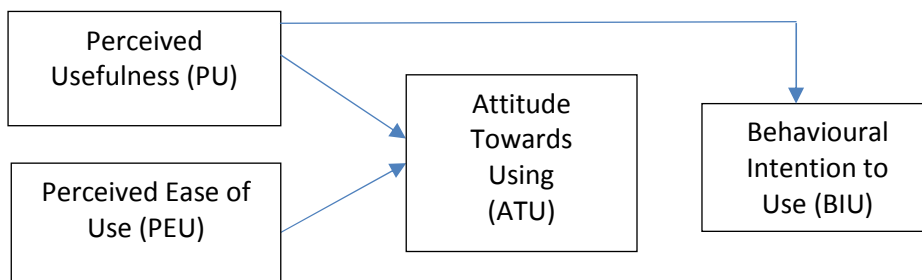 Perceived
Usefulness (PU)
Perceived Ease of
Use (PEU)
Attitude
Towards
Using
(ATU)
Behavioural
Intention to
Use (BIU)